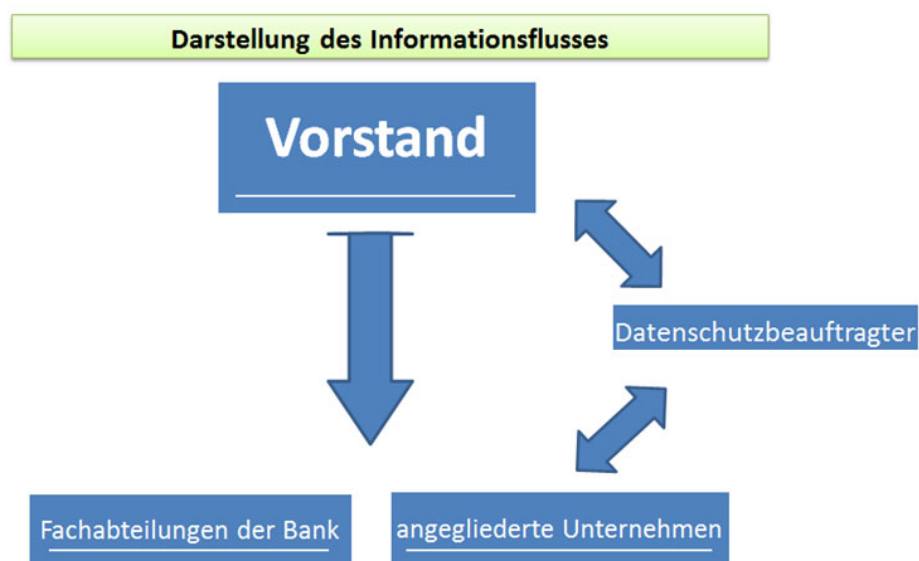 Darstellung des Informationsflusses
Vorstand
Datenschutzbeauftragter
Fachabteilungen der Bank
angegliederte Unternehmen